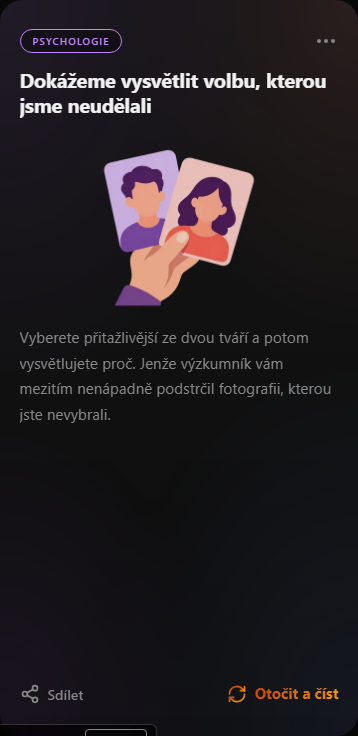 PSYCHOLOGIE
Dokážeme vysvětlit volbu, kterou
jsme neudělali
Vyberete přitažlivější ze dvou tváří a potom
vysvětlujete proč. Jenže výzkumník vám
mezitím nenápadně podstrčil fotografii, kterou
jste nevybrali.
Sdílet
Otočit a číst